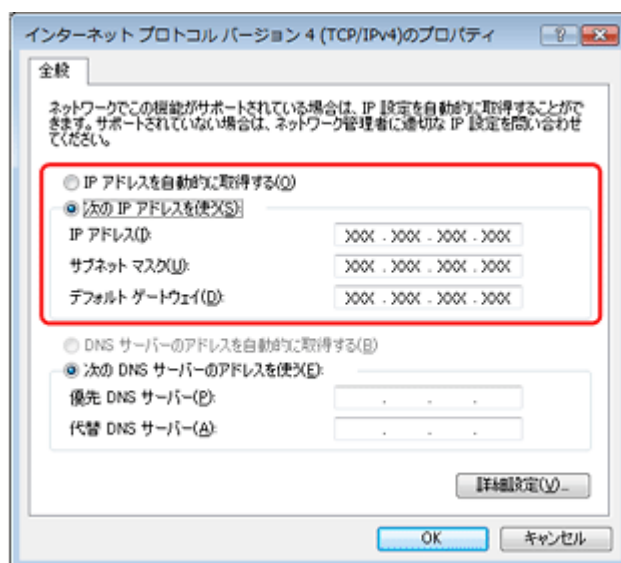 インターネット プロトコル バージョン 4 (TCP/IPv4)のプロパティ
全般
ネットワークでこの機能がサポートされている場合は、IP 設定を自動的に取得することがで
きます。サポートされていない場合は、ネットワーク管理者に適切な IP 設定を問い合わせ
てください。
IP アドレスを自動的に取得する(O)
次の IP アドレスを使う(S):
IP アドレス(I): XXX . XXX . XXX . XXX
サブネット マスク(U): XXX . XXX . XXX . XXX
デフォルト ゲートウェイ(D): XXX . XXX . XXX . XXX
DNS サーバーのアドレスを自動的に取得する(B)
次の DNS サーバーのアドレスを使う(E):
優先 DNS サーバー(P): . . .
代替 DNS サーバー(A): . . .
詳細設定(V)...
OK キャンセル